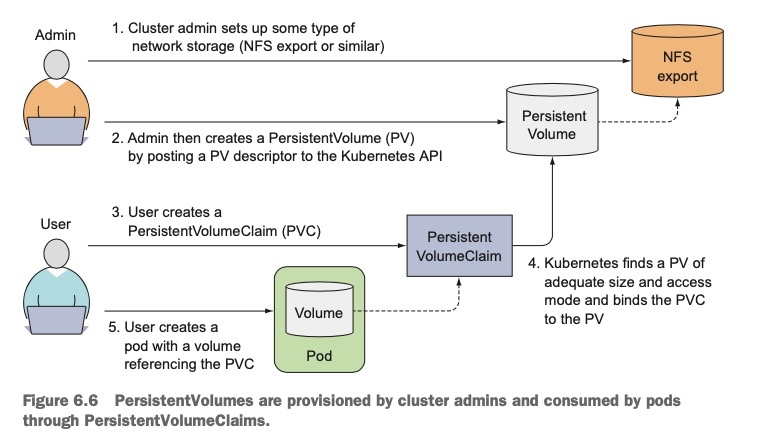 Admin
1. Cluster admin sets up some type of
network storage (NFS export or similar)
NFS
export
Persistent
Volume
2. Admin then creates a PersistentVolume (PV)
by posting a PV descriptor to the Kubernetes API
User
3. User creates a
PersistentVolumeClaim (PVC)
Persistent
VolumeClaim
4. Kubernetes finds a PV of
adequate size and access
mode and binds the PVC
to the PV
Volume
Pod
5. User creates a
pod with a volume
referencing the PVC
Figure 6.6 PersistentVolumes are provisioned by cluster admins and consumed by pods
through PersistentVolumeClaims.